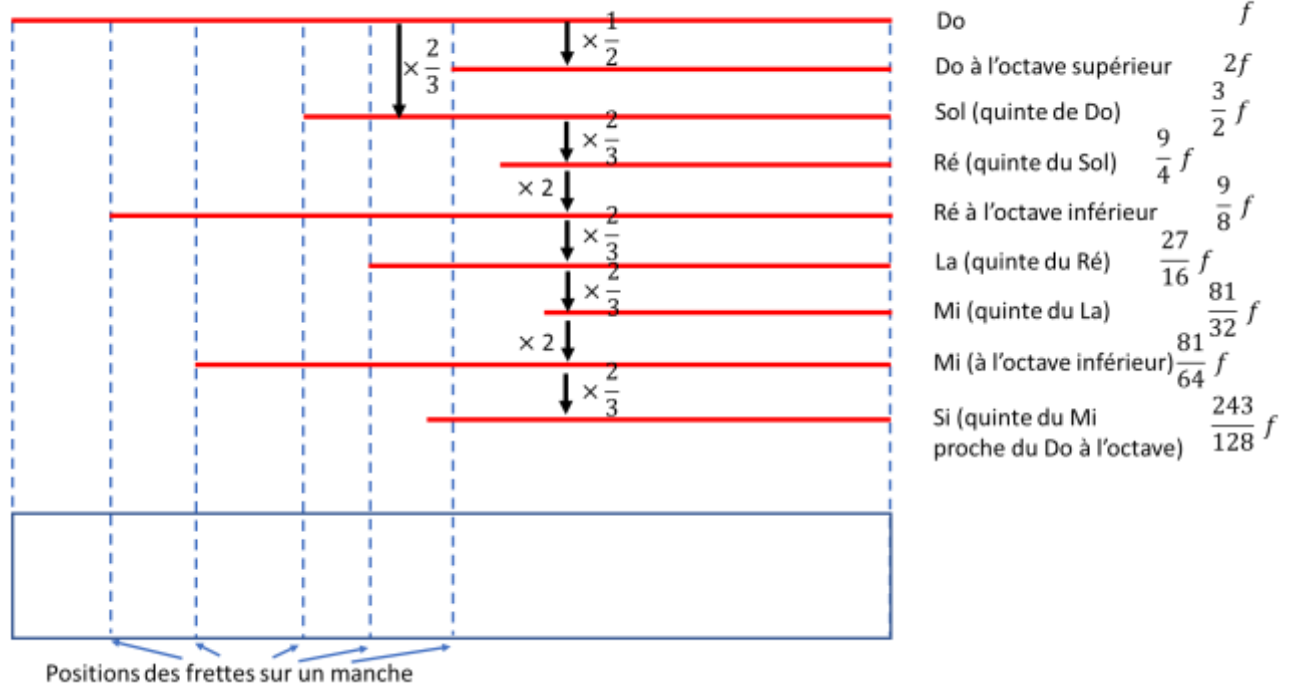 Do f
× 1/2
× 2/3
Do à l'octave supérieur 2f
Sol (quinte de Do) 3/2 f
× 2/3
Ré (quinte du Sol) 9/4 f
× 2
Ré à l'octave inférieur 9/8 f
× 2/3
La (quinte du Ré) 27/16 f
× 2/3
Mi (quinte du La) 81/32 f
× 2
Mi (à l'octave inférieur) 81/64 f
× 2/3
Si (quinte du Mi 243/128 f
proche du Do à l'octave)
Positions des frettes sur un manche